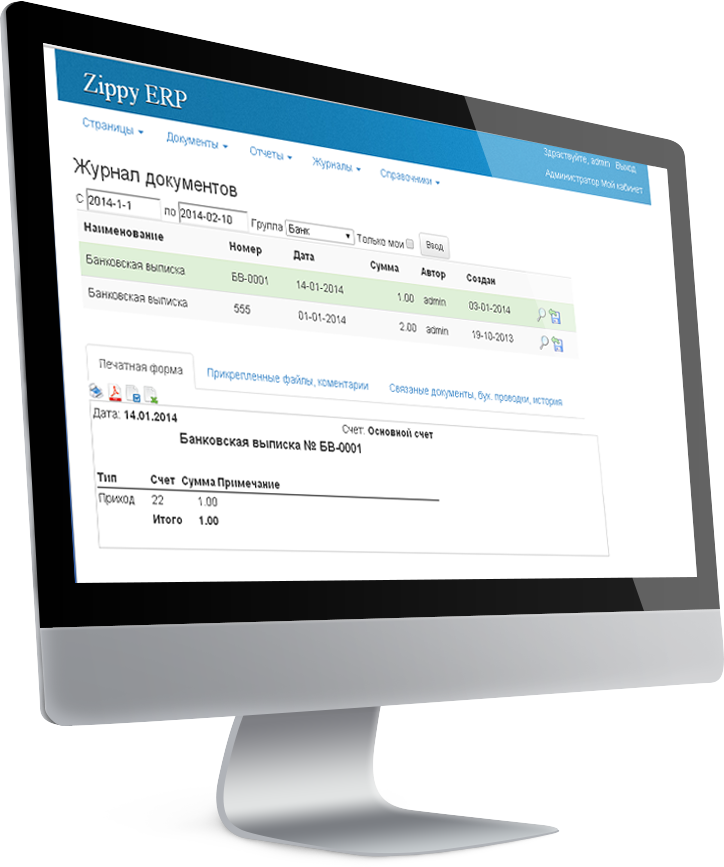 Zippy ERP
Здраствуйте, admin Выход
Администратор Мой кабинет
Страницы Документы Отчеты Журналы Справочники
Журнал документов
С 2014-1-1 по 2014-02-10 Группа Банк Только мои Ввод
Наименование Номер Дата Сумма Автор Создан
Банковская выписка БВ-0001 14-01-2014 1.00 admin 03-01-2014
Банковская выписка 555 01-01-2014 2.00 admin 19-10-2013
Печатная форма Прикрепленные файлы, коментарии Связаные документы, бух. проводки, история
Дата: 14.01.2014 Счет: Основной счет
Банковская выписка № БВ-0001
Тип Счет Сумма Примечание
Приход 22 1.00
Итого 1.00